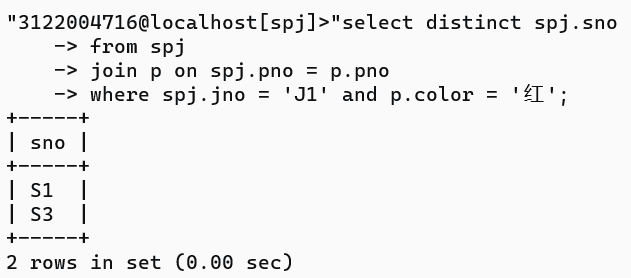 "3122004716@localhost[spj]>"select distinct spj.sno
    -> from spj
    -> join p on spj.pno = p.pno
    -> where spj.jno = 'J1' and p.color = '红';
+-----+
| sno |
+-----+
| S1  |
| S3  |
+-----+
2 rows in set (0.00 sec)